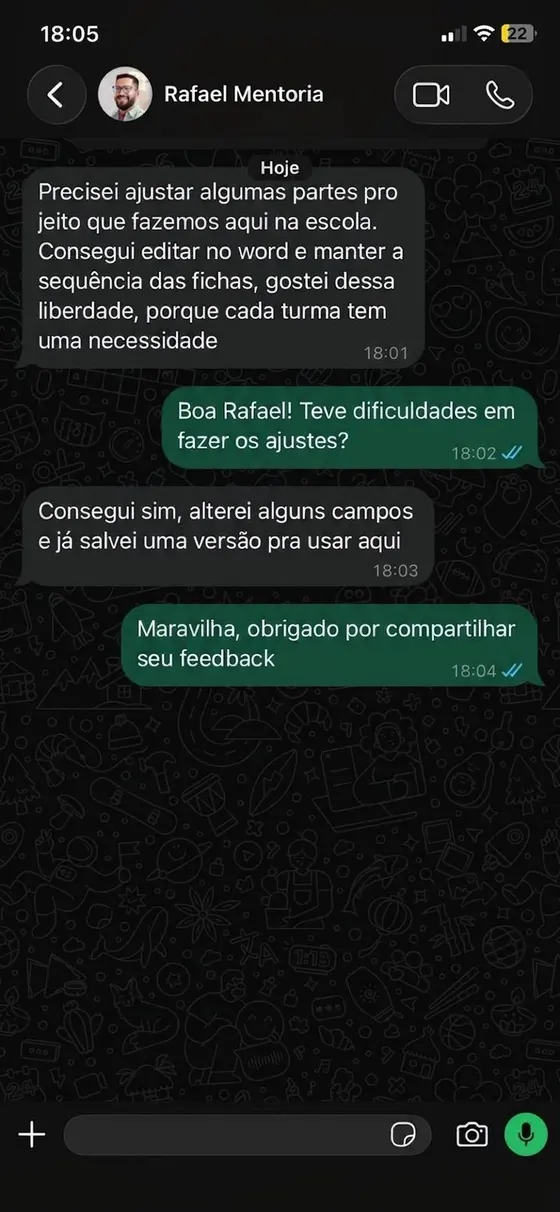 18:05
22
Rafael Mentoria
Hoje
Precisei ajustar algumas partes pro
jeito que fazemos aqui na escola.
Consegui editar no word e manter a
sequência das fichas, gostei dessa
liberdade, porque cada turma tem
uma necessidade
18:01
Boa Rafael! Teve dificuldades em
fazer os ajustes?
18:02
Consegui sim, alterei alguns campos
e já salvei uma versão pra usar aqui
18:03
Maravilha, obrigado por compartilhar
seu feedback
18:04